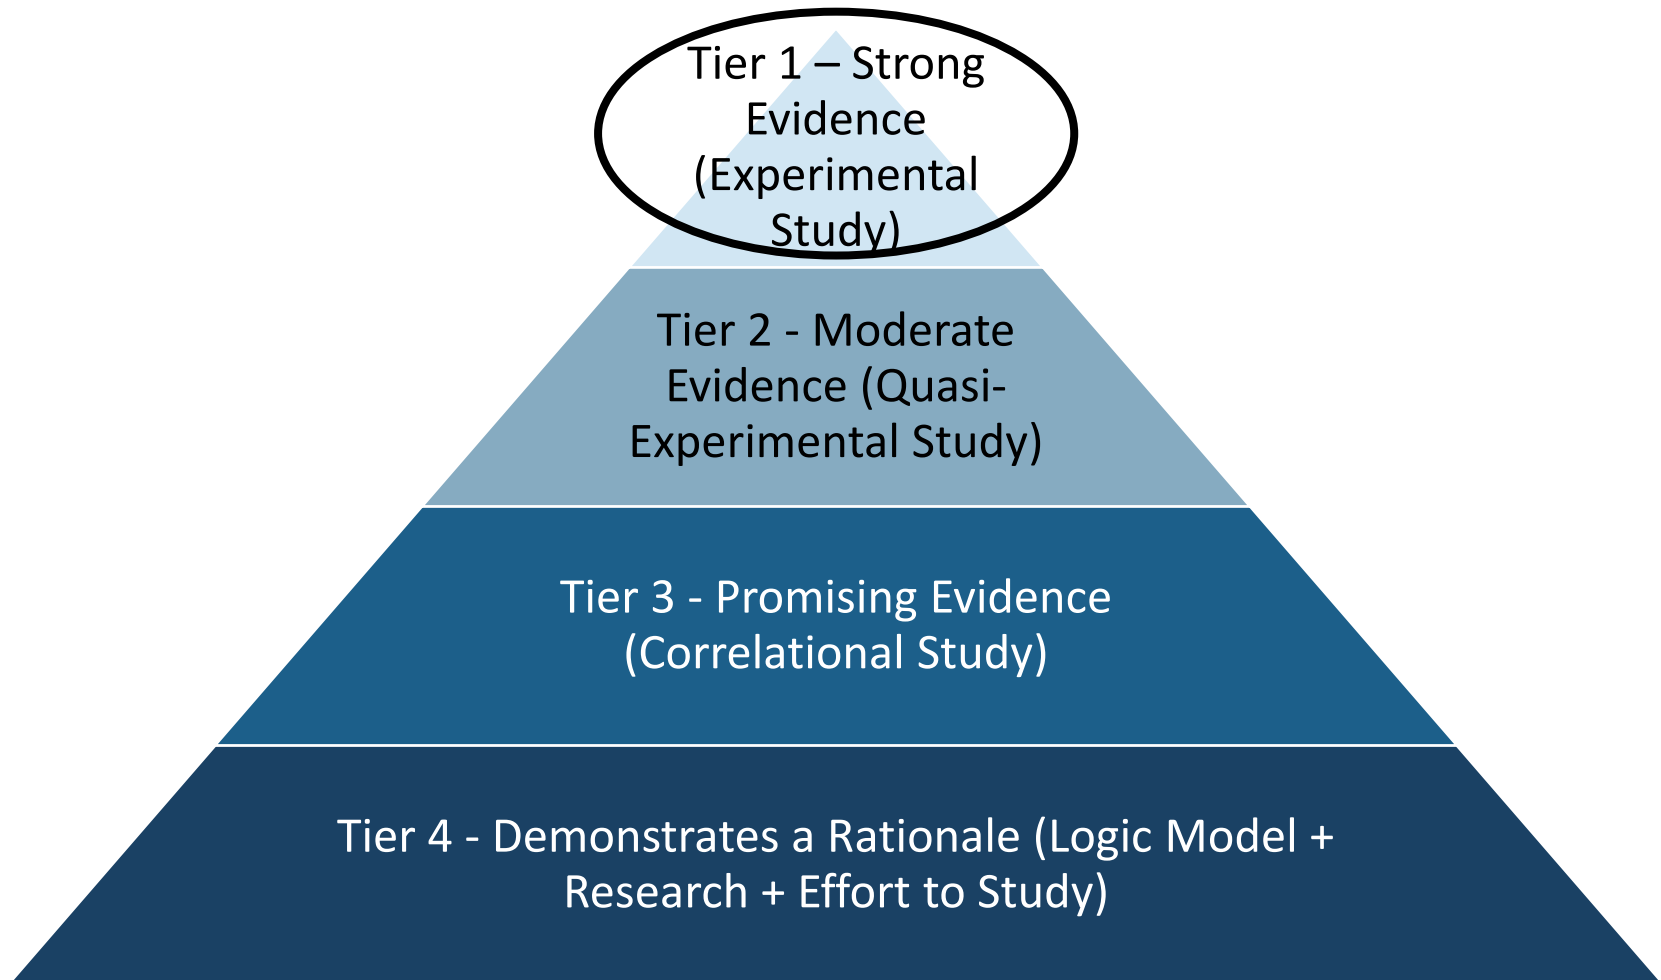 Tier 1 – Strong
Evidence
(Experimental
Study)
Tier 2 - Moderate
Evidence (Quasi-
Experimental Study)
Tier 3 - Promising Evidence
(Correlational Study)
Tier 4 - Demonstrates a Rationale (Logic Model +
Research + Effort to Study)